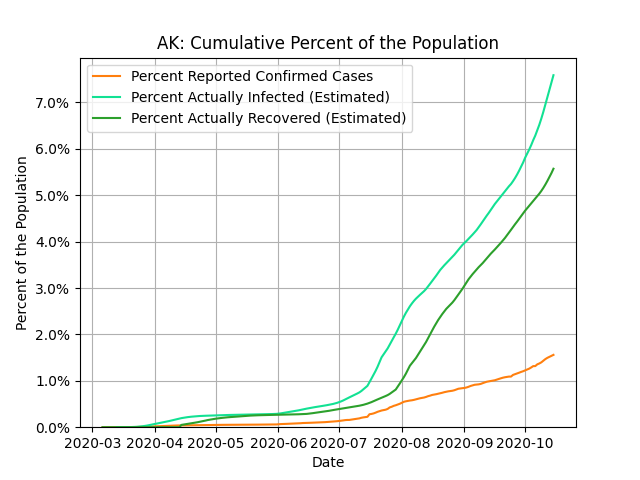 AK: Cumulative Percent of the Population
Percent Reported Confirmed Cases
Percent Actually Infected (Estimated)
Percent Actually Recovered (Estimated)
Percent of the Population
7.0%
6.0%
5.0%
4.0%
3.0%
2.0%
1.0%
0.0%
2020-03 2020-04 2020-05 2020-06 2020-07 2020-08 2020-09 2020-10
Date